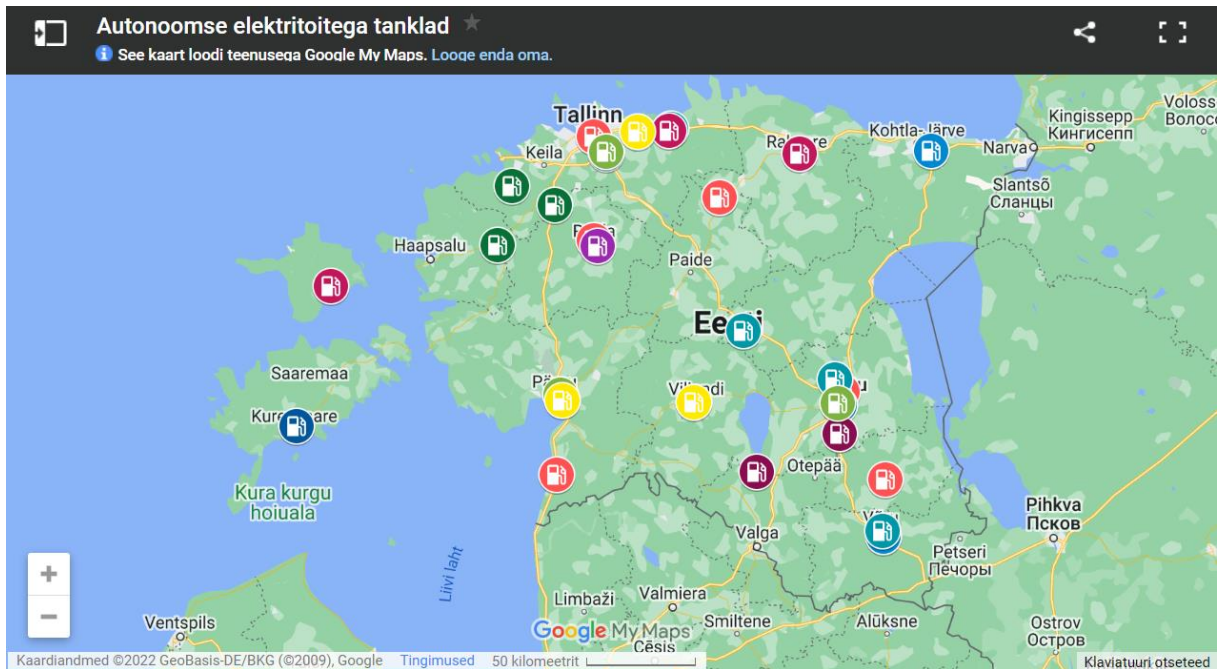 Autonoomse elektritoitega tanklad
See kaart loodi teenusega Google My Maps. Looge enda oma.
Tallinn
Keila
Kohtla-Järve
Narva
Kingissepp
Кингисепп
Slantsõ
Сланцы
Haapsalu
Paide
Saaremaa
Otepää
Kura kurgu
hoiuala
Pihkva
Псков
Valga
Petseri
Печоры
Liivi laht
Limbaži
Valmiera
Smiltene
Alūksne
Ventspils
Google My Maps
Cēsis
Ostrov
Остров
Kaardiandmed ©2022 GeoBasis-DE/BKG (©2009), Google Tingimused 50 kilomeetrit
Klaviatuuri otseteed